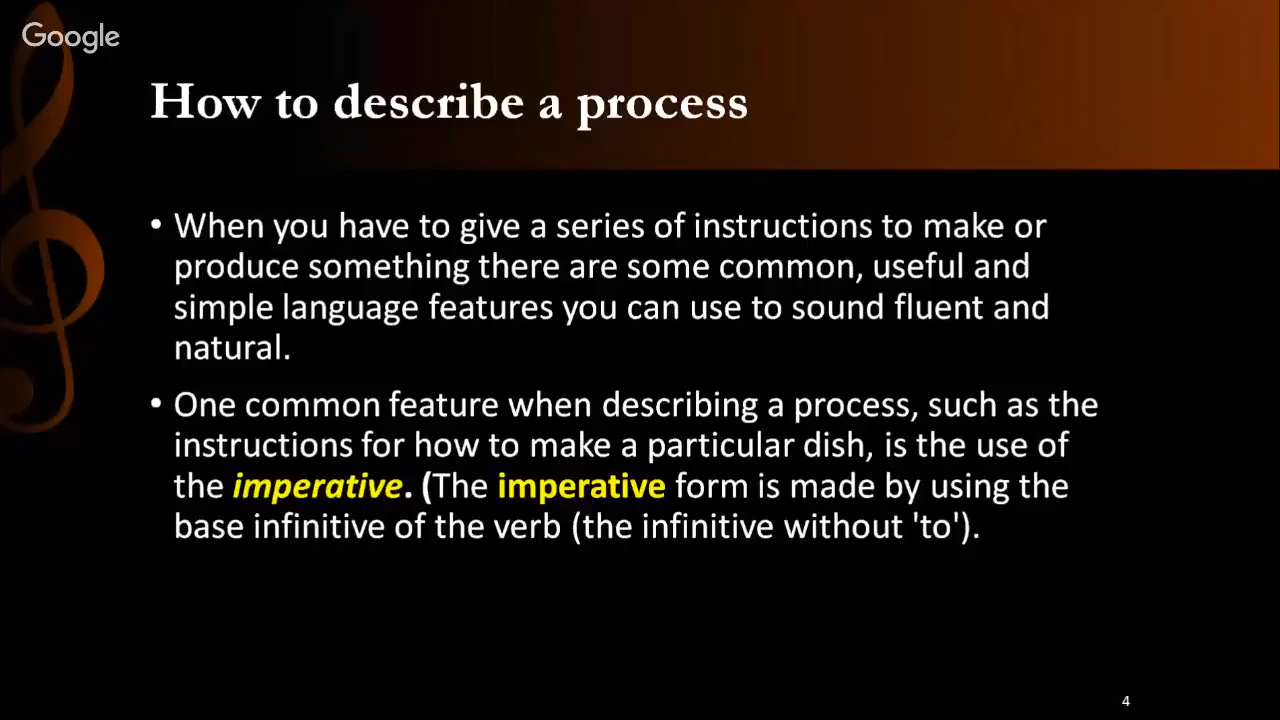 Google
How to describe a process
• When you have to give a series of instructions to make or
produce something there are some common, useful and
simple language features you can use to sound fluent and
natural.
• One common feature when describing a process, such as the
instructions for how to make a particular dish, is the use of
the imperative. (The imperative form is made by using the
base infinitive of the verb (the infinitive without 'to').
4